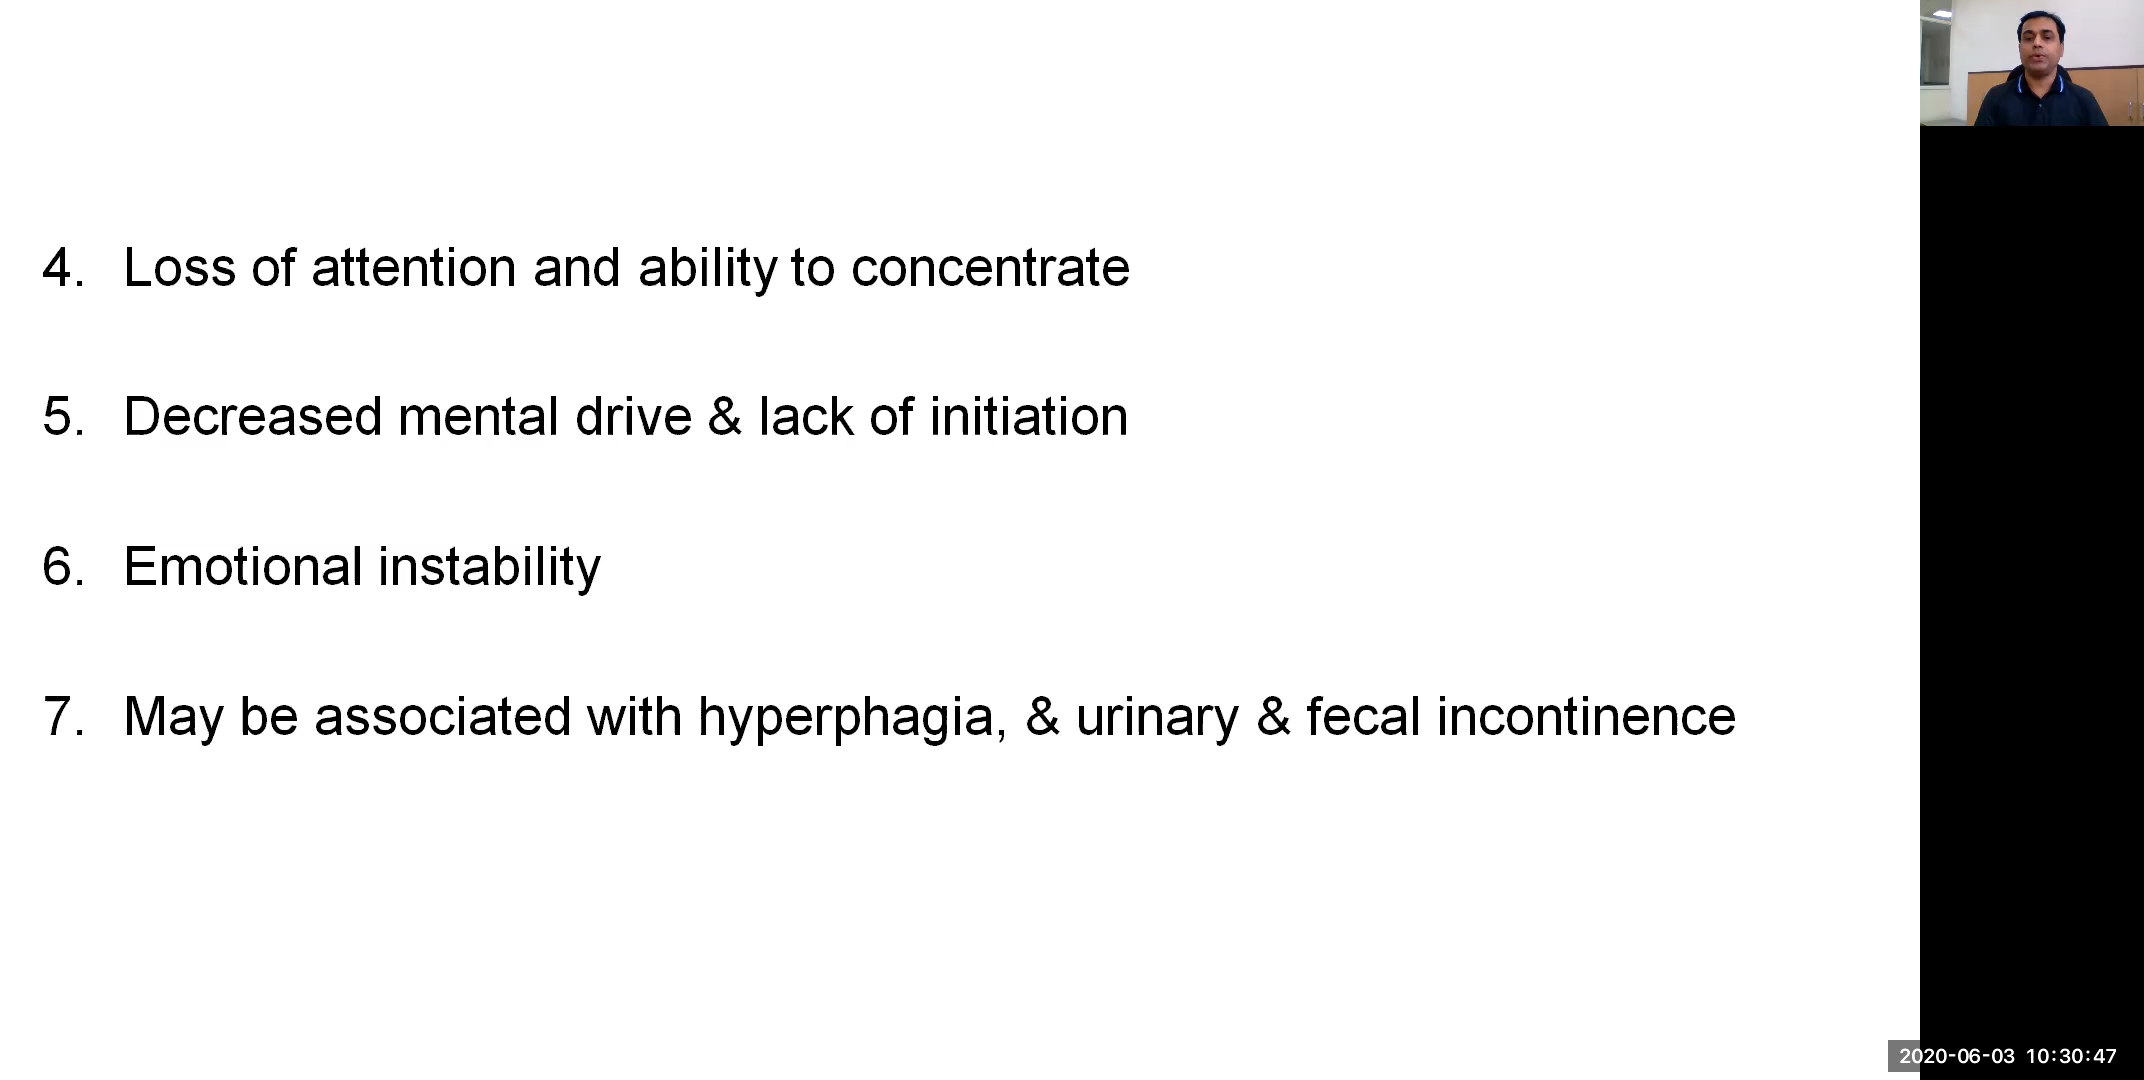 4. Loss of attention and ability to concentrate
5. Decreased mental drive & lack of initiation
6. Emotional instability
7. May be associated with hyperphagia, & urinary & fecal incontinence
2020-06-03 10:30:47